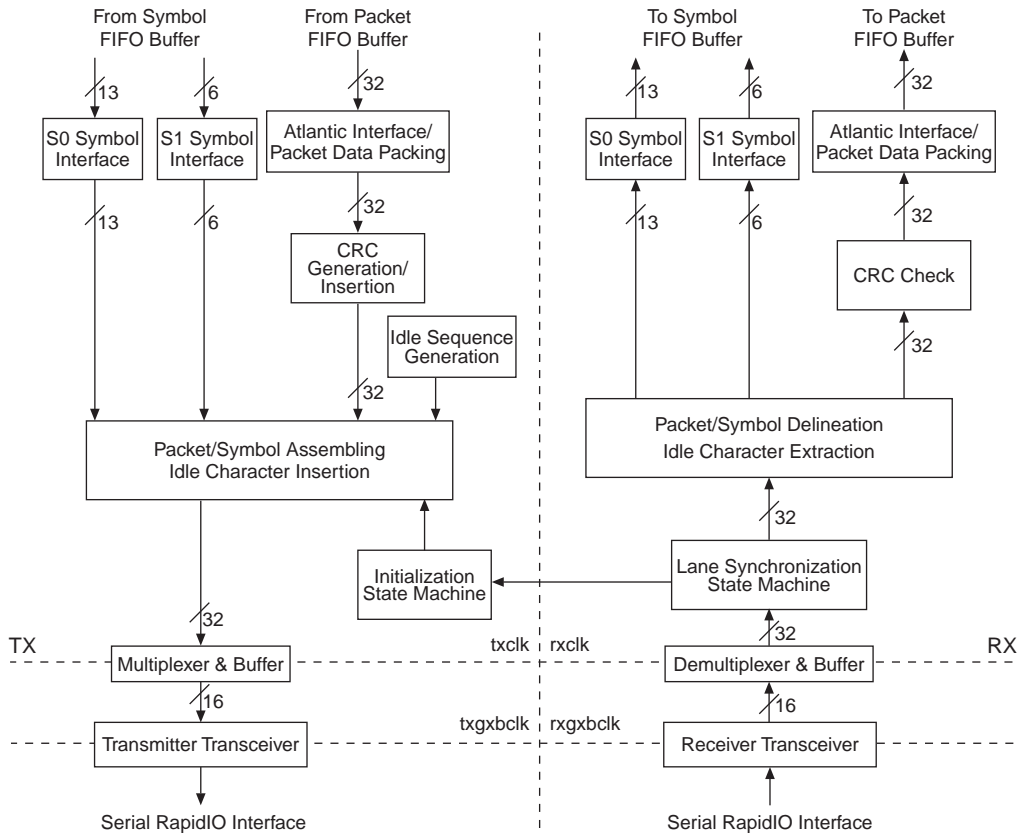 From Symbol
FIFO Buffer
From Packet
FIFO Buffer
To Symbol
FIFO Buffer
To Packet
FIFO Buffer
13
6
32
13
6
32
S0 Symbol
Interface
S1 Symbol
Interface
Atlantic Interface/
Packet Data Packing
S0 Symbol
Interface
S1 Symbol
Interface
Atlantic Interface/
Packet Data Packing
13
6
32
13
6
32
CRC
Generation/
Insertion
CRC Check
Idle Sequence
Generation
32
32
Packet/Symbol Assembling
Idle Character Insertion
Packet/Symbol Delineation
Idle Character Extraction
32
Initialization
State Machine
Lane Synchronization
State Machine
32
32
TX
txclk
rxclk
RX
Multiplexer & Buffer
Demultiplexer & Buffer
16
16
txgxbclk
rxgxbclk
Transmitter Transceiver
Receiver Transceiver
Serial RapidIO Interface
Serial RapidIO Interface